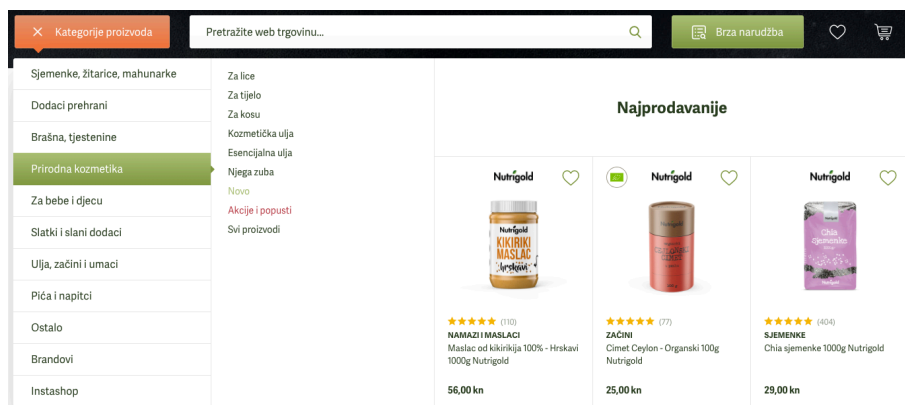 Kategorije proizvoda
Pretražite web trgovinu...
Brza narudžba
Sjemenke, žitarice, mahunarke
Dodaci prehrani
Brašna, tjestenine
Prirodna kozmetika
Za bebe i djecu
Slatki i slani dodaci
Ulja, začini i umaci
Pića i napitci
Ostalo
Brandovi
Instashop
Za lice
Za tijelo
Za kosu
Kozmetička ulja
Esencijalna ulja
Njega zuba
Novo
Akcije i popusti
Svi proizvodi
Najprodavanije
Nutrigold
Nutrigold
KIKIRIKI
MASLAC
hrskavi
(110)
NAMAZI I MASLACI
Maslac od kikirikija 100% - Hrskavi
1000g Nutrigold
56,00 kn
Nutrigold
Nutrigold
(77)
ZAČINI
Cimet Ceylon - Organski 100g
Nutrigold
25,00 kn
Nutrigold
Chia
Sjemenke
Nutrigold
(404)
SJEMENKE
Chia sjemenke 1000g Nutrigold
29,00 kn